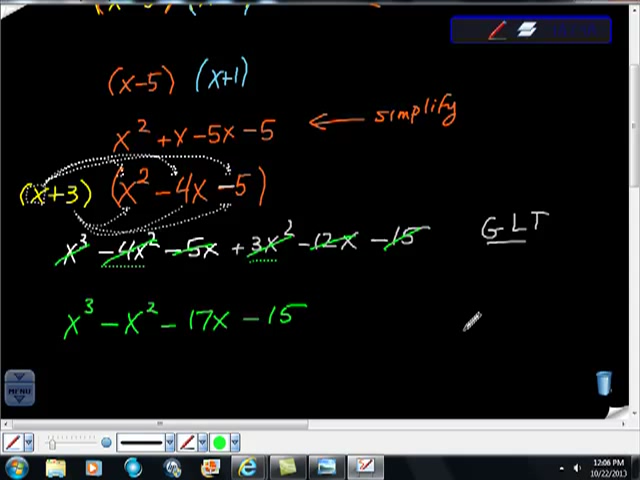 (x-5) (x+1)
x² + x - 5x - 5 ← simplify
(x+3) (x² - 4x - 5)
x³ - 4x² - 5x + 3x² - 12x - 15 GLT
x³ - x² - 17x - 15
MENU
12:06 PM
10/22/2013